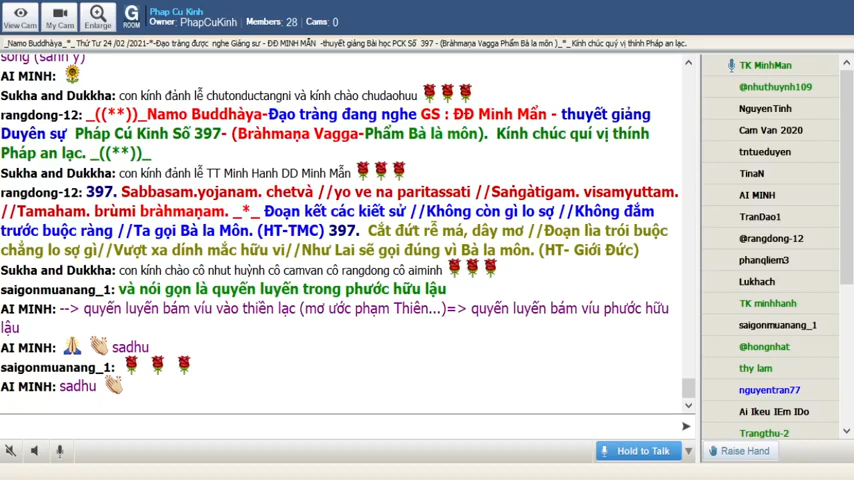 Phap Cu Kinh
Owner: PhapCuKinh Members: 28 Cams: 0
View Cam My Cam Enlarge G ROOM
_Namo Buddhàya_*_ Thứ Tư 24 /02 /2021-*-Đạo tràng được nghe Giảng sư - ĐĐ MINH MẪN -thuyết giảng Bài học PCK Số 397 - (Bràhmaṇa Vagga Phẩm Bà la môn )_*_ Kính chúc quý vị thính Pháp an lạc.
song (sanh y)
AI MINH:
Sukha and Dukkha: con kính đảnh lễ chutonductangni và kính chào chudaohuu
rangdong-12: _((**))_Namo Buddhàya-Đạo tràng đang nghe GS : ĐĐ Minh Mẩn - thuyết giảng
Duyên sự Pháp Cú Kinh Số 397- (Bràhmaṇa Vagga-Phẩm Bà la môn). Kính chúc quí vị thính
Pháp an lạc. _((**))_
Sukha and Dukkha: con kính đảnh lễ TT Minh Hanh DD Minh Mẫn
rangdong-12: 397. Sabbasam.yojanam. chetvà //yo ve na paritassati //Saṅgàtigam. visamyuttam.
//Tamaham. brùmi bràhmaṇam. _*_ Đoạn kết các kiết sử //Không còn gì lo sợ //Không đắm
trước buộc ràng //Ta gọi Bà la Môn. (HT-TMC) 397. Cắt đứt rễ má, dây mơ //Đoạn lìa trói buộc
chẳng lo sợ gì//Vượt xa dính mắc hữu vi//Như Lai sẽ gọi đúng vì Bà la môn. (HT- Giới Đức)
Sukha and Dukkha: con kính chào cô nhut huỳnh cô camvan cô rangdong cô aiminh
saigonmuanang_1: và nói gọn là quyến luyến trong phước hữu lậu
AI MINH: --> quyến luyến bám víu vào thiền lạc (mơ ước phạm Thiên...)=> quyến luyến bám víu phước hữu
lậu
AI MINH: sadhu
saigonmuanang_1:
AI MINH: sadhu
Hold to Talk
TK MinhMan
@nhuthuynh109
NguyenTinh
Cam Van 2020
tntueduyen
TinaN
AI MINH
TranDao1
@rangdong-12
phanqliem3
Lukhach
TK minhhanh
saigonmuanang_1
@hongnhat
thy lam
nguyentran77
Ai Ikeu IEm IDo
Trangthu-2
Raise Hand